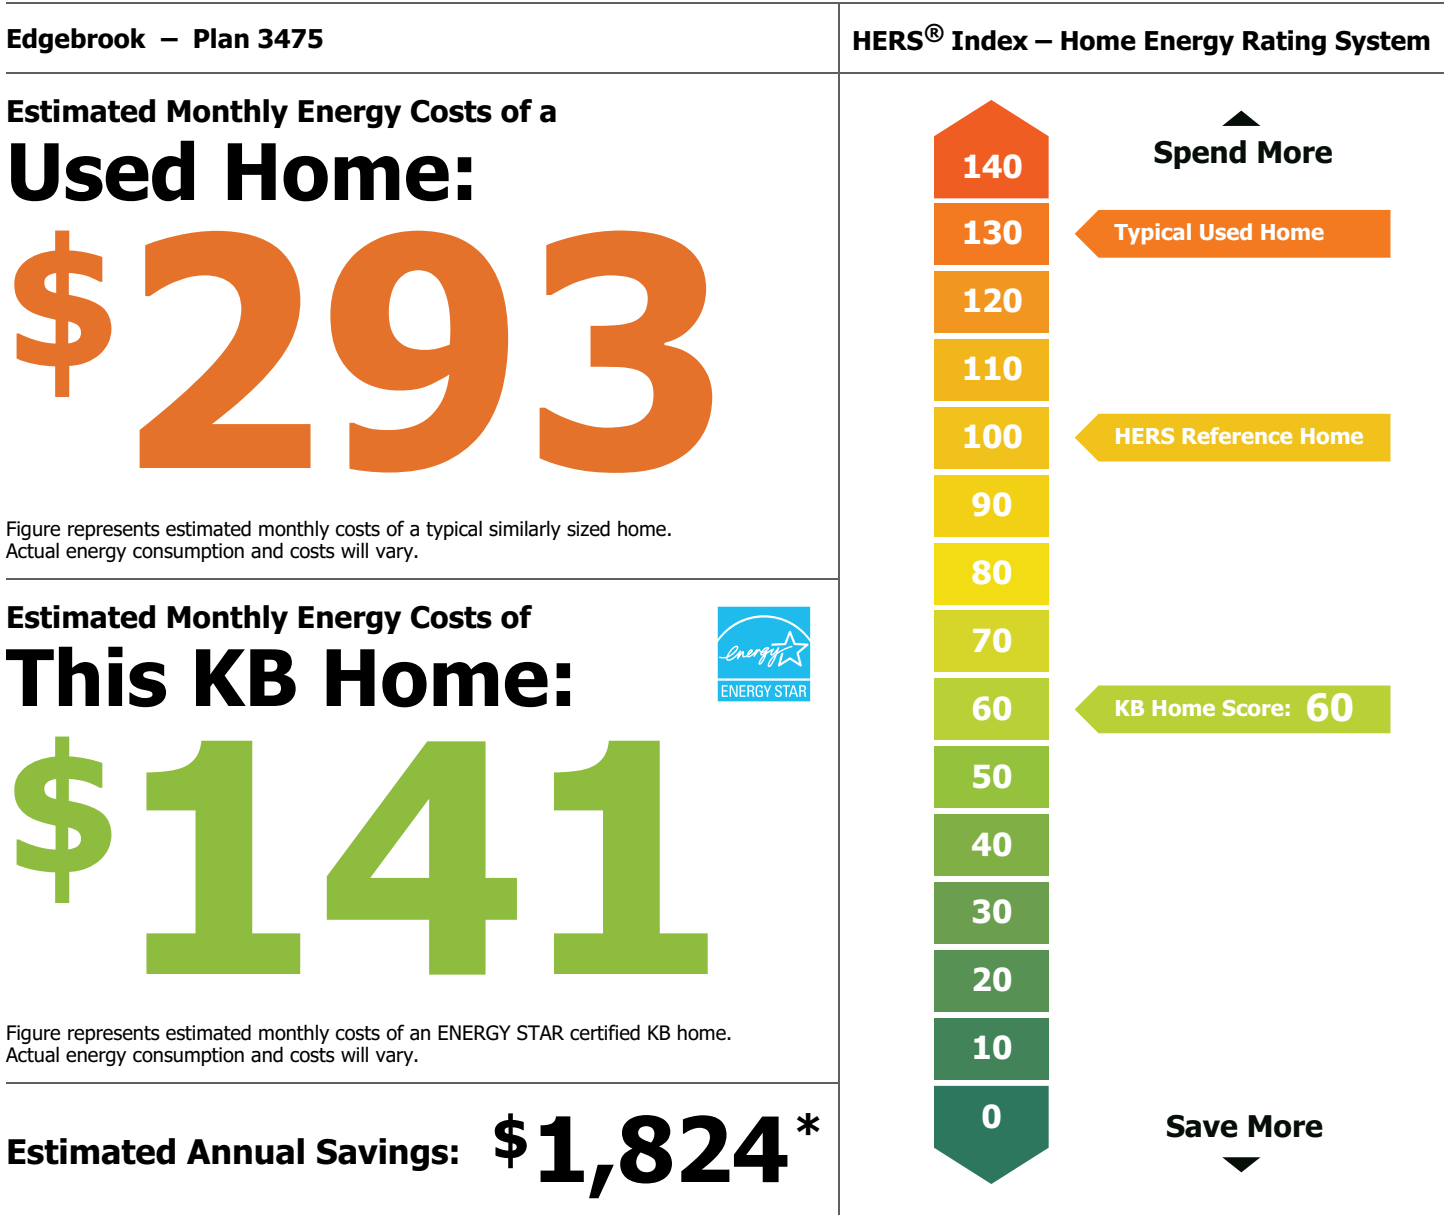 Edgebrook – Plan 3475
Estimated Monthly Energy Costs of a
Used Home:
$293
Figure represents estimated monthly costs of a typical similarly sized home.
Actual energy consumption and costs will vary.
Estimated Monthly Energy Costs of
This KB Home:
energy
ENERGY STAR
$141
Figure represents estimated monthly costs of an ENERGY STAR certified KB home.
Actual energy consumption and costs will vary.
Estimated Annual Savings: $1,824*
HERS® Index – Home Energy Rating System
Spend More
140
130 Typical Used Home
120
110
100 HERS Reference Home
90
80
70
60 KB Home Score: 60
50
40
30
20
10
0
Save More